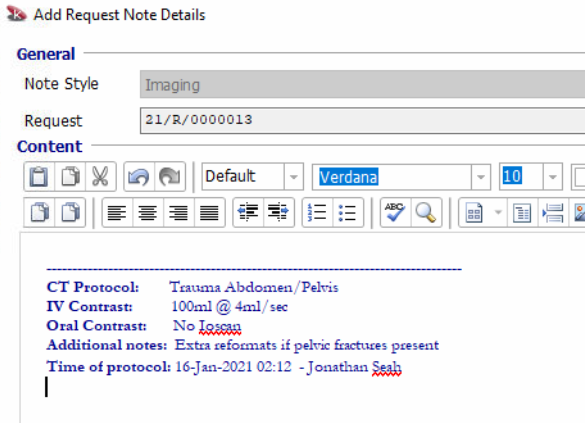 Add Request Note Details
General
Note Style Imaging
Request 21/R/0000013
Content
Default Verdana 10
ABC
--------------------------------------------------------------------------------
CT Protocol: Trauma Abdomen/Pelvis
IV Contrast: 100ml @ 4ml/sec
Oral Contrast: No Ioscan
Additional notes: Extra reformats if pelvic fractures present
Time of protocol: 16-Jan-2021 02:12 - Jonathan Seah